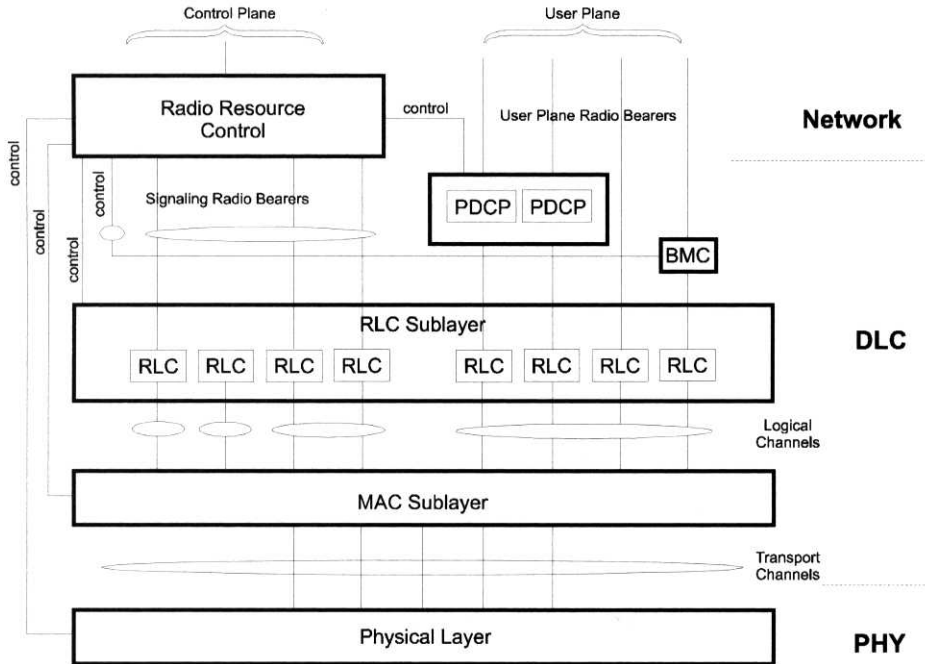 Control Plane
User Plane
Radio Resource
Control
control
User Plane Radio Bearers
Network
control
control
control
control
Signaling Radio Bearers
PDCP
PDCP
BMC
RLC Sublayer
DLC
RLC
RLC
RLC
RLC
RLC
RLC
RLC
RLC
Logical
Channels
MAC Sublayer
Transport
Channels
Physical Layer
PHY